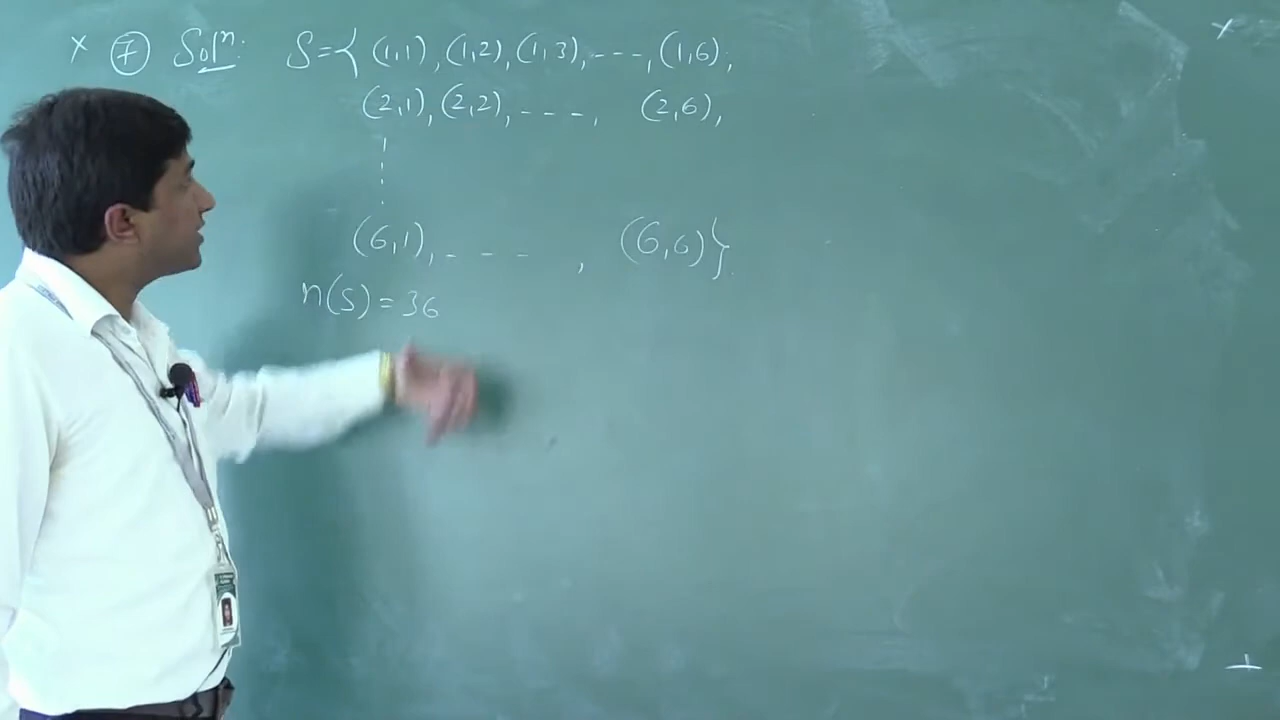 x ⑦ Solⁿ: S={ (1,1), (1,2), (1,3), ---, (1,6),
(2,1), (2,2), ---, (2,6),
(6,1), --- , (6,6)}
n(S)=36